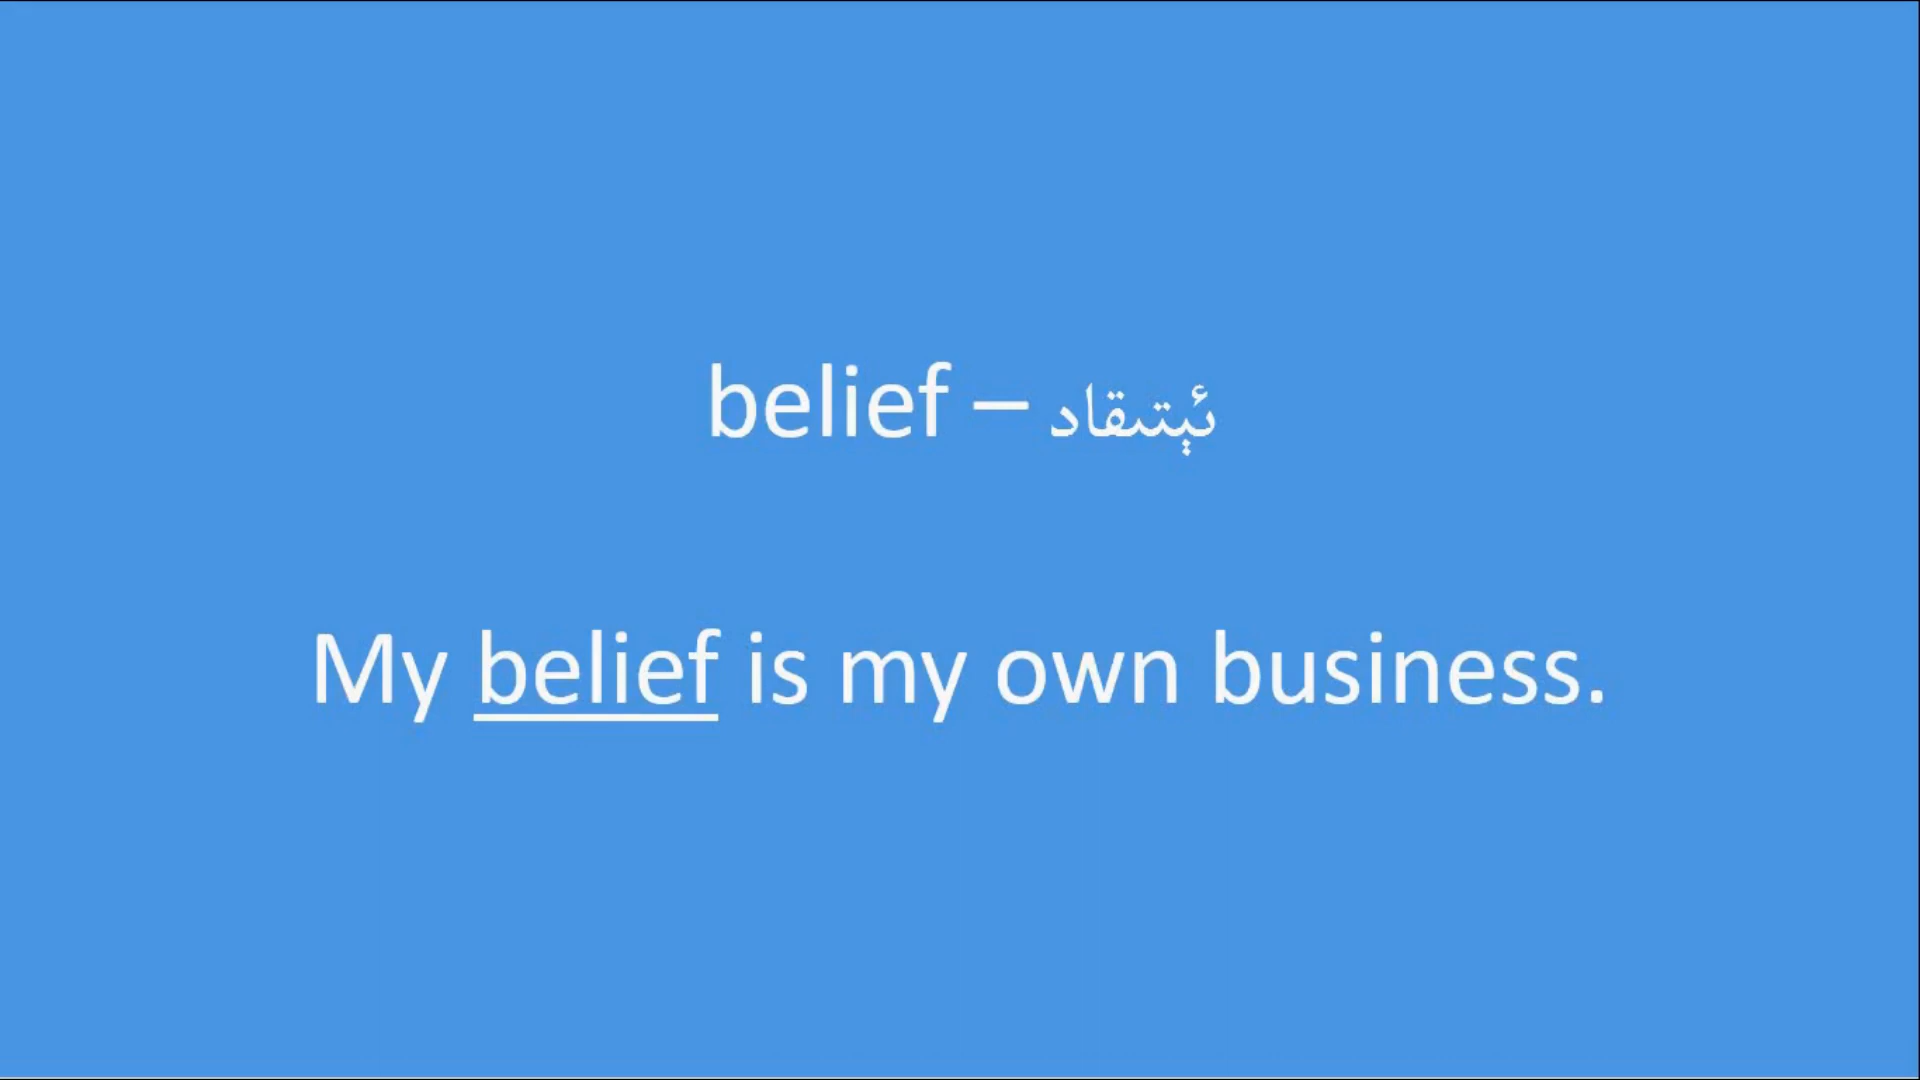 belief – ئېتىقاد
My belief is my own business.